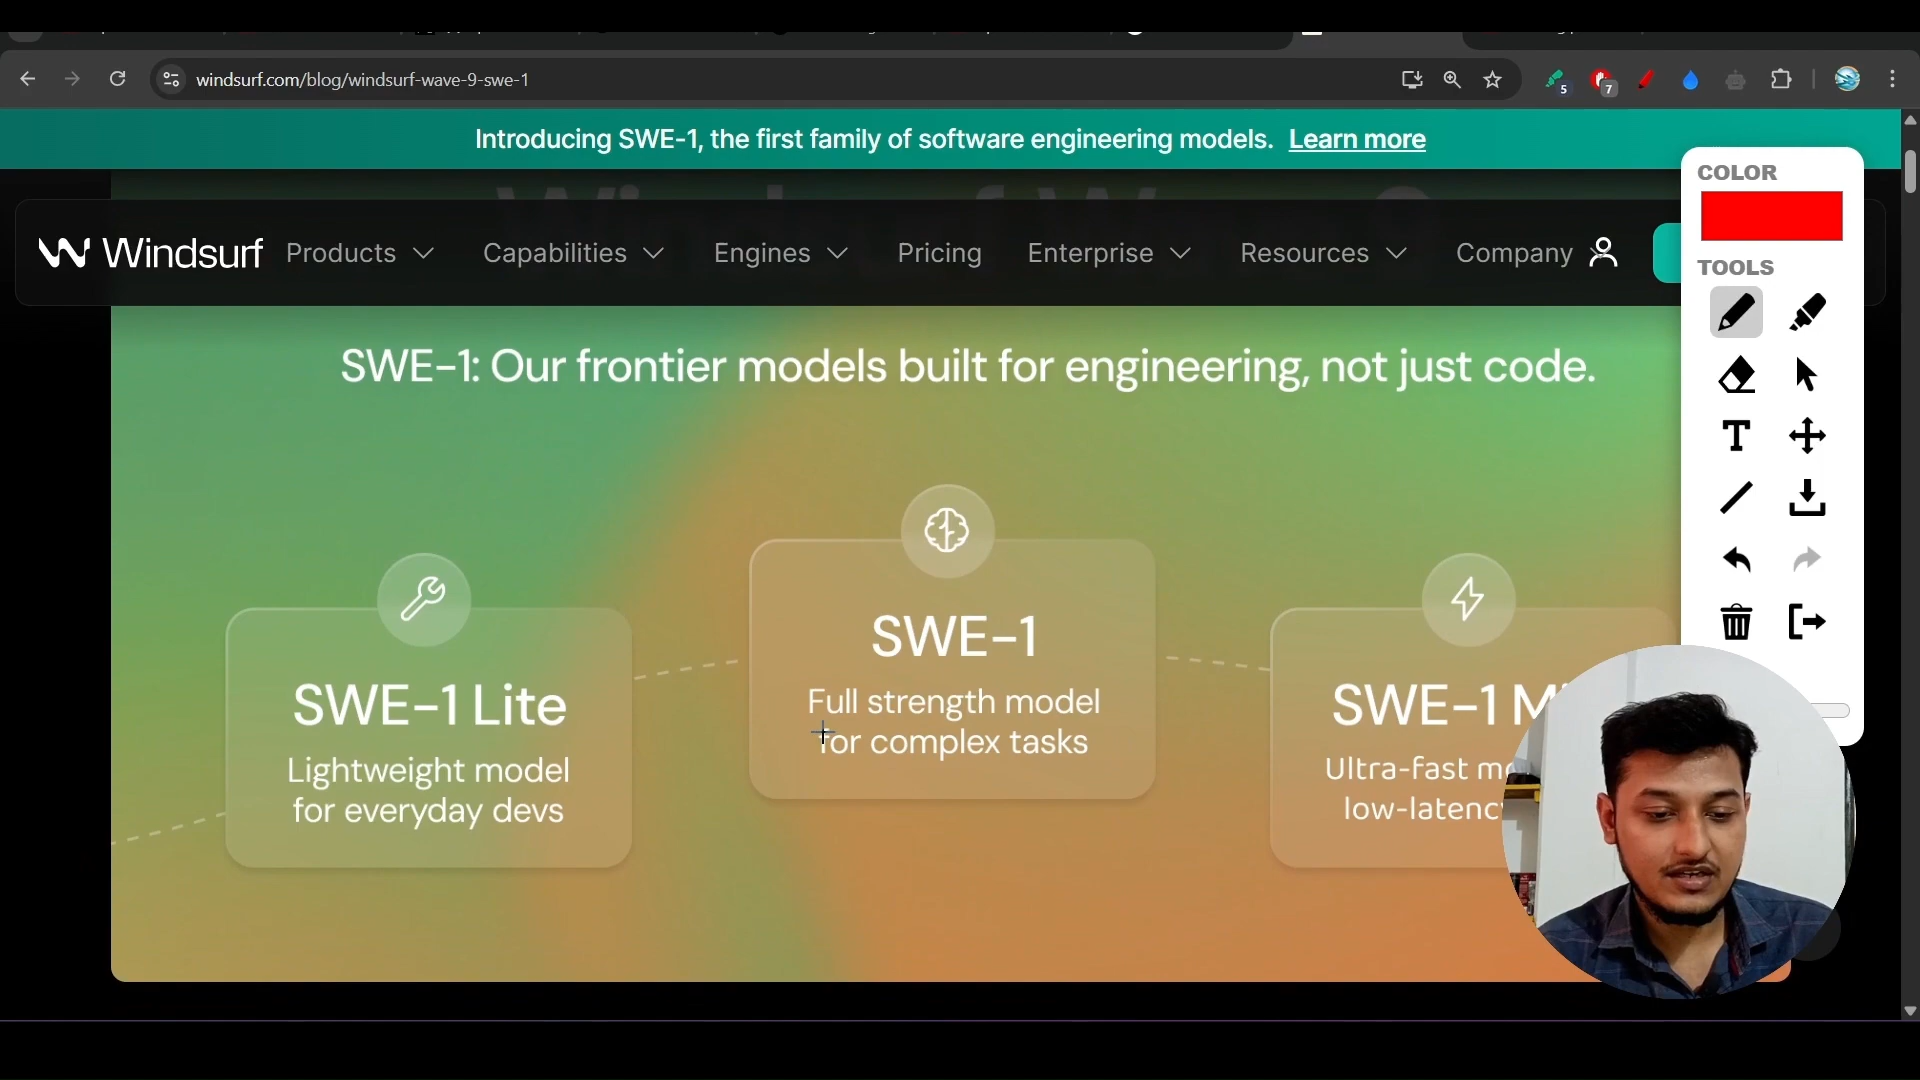 windsurf.com/blog/windsurf-wave-9-swe-1
5
7
Introducing SWE-1, the first family of software engineering models. Learn more
Windsurf
Products
Capabilities
Engines
Pricing
Enterprise
Resources
Company
COLOR
TOOLS
SWE-1: Our frontier models built for engineering, not just code.
SWE-1 Lite
Lightweight model
for everyday devs
SWE-1
Full strength model
for complex tasks
SWE-1
Ultra-fast